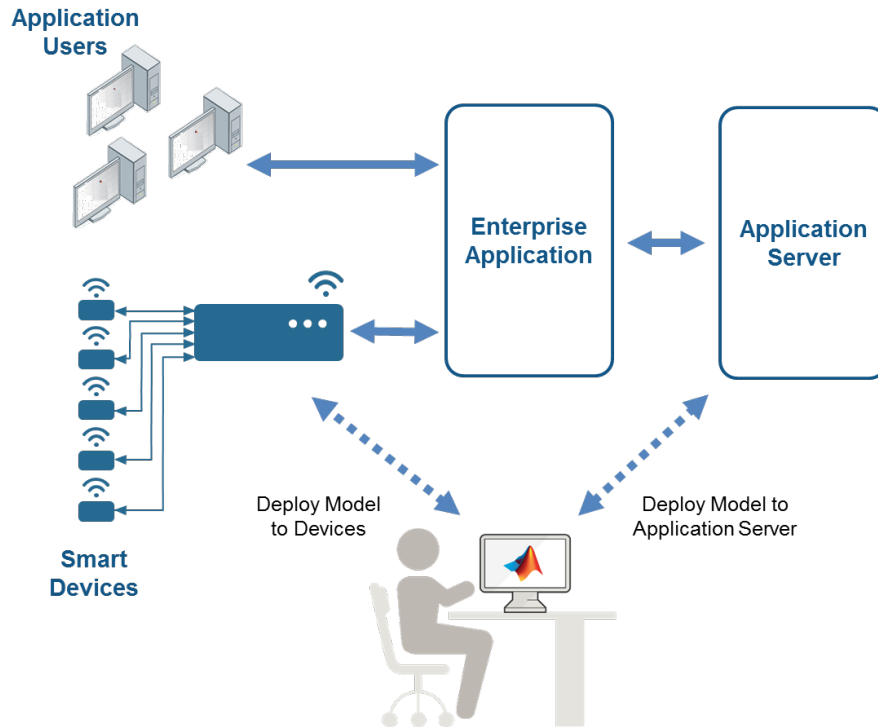 Application
Users
Enterprise
Application
Application
Server
Deploy Model
to Devices
Deploy Model to
Application Server
Smart
Devices